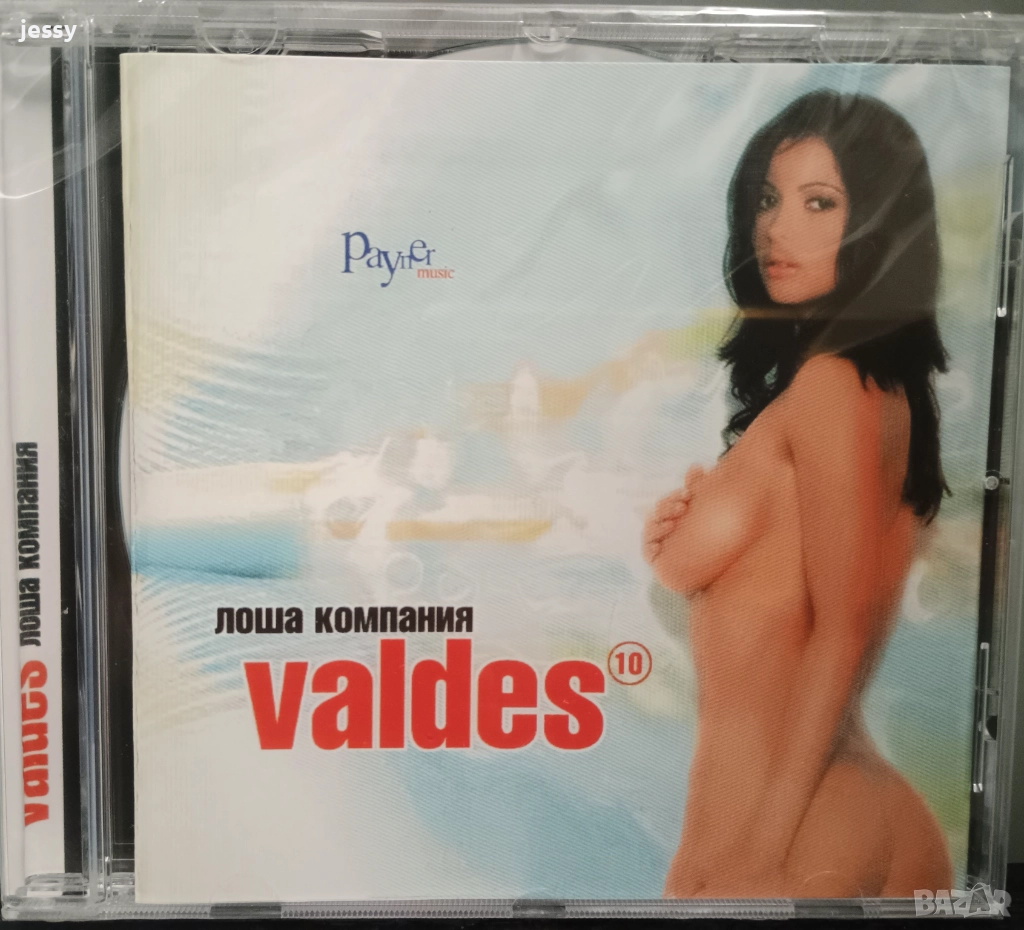 jessy
Payner
music
лоша компания
valdes 10
valdes лоша компания
BAZAR